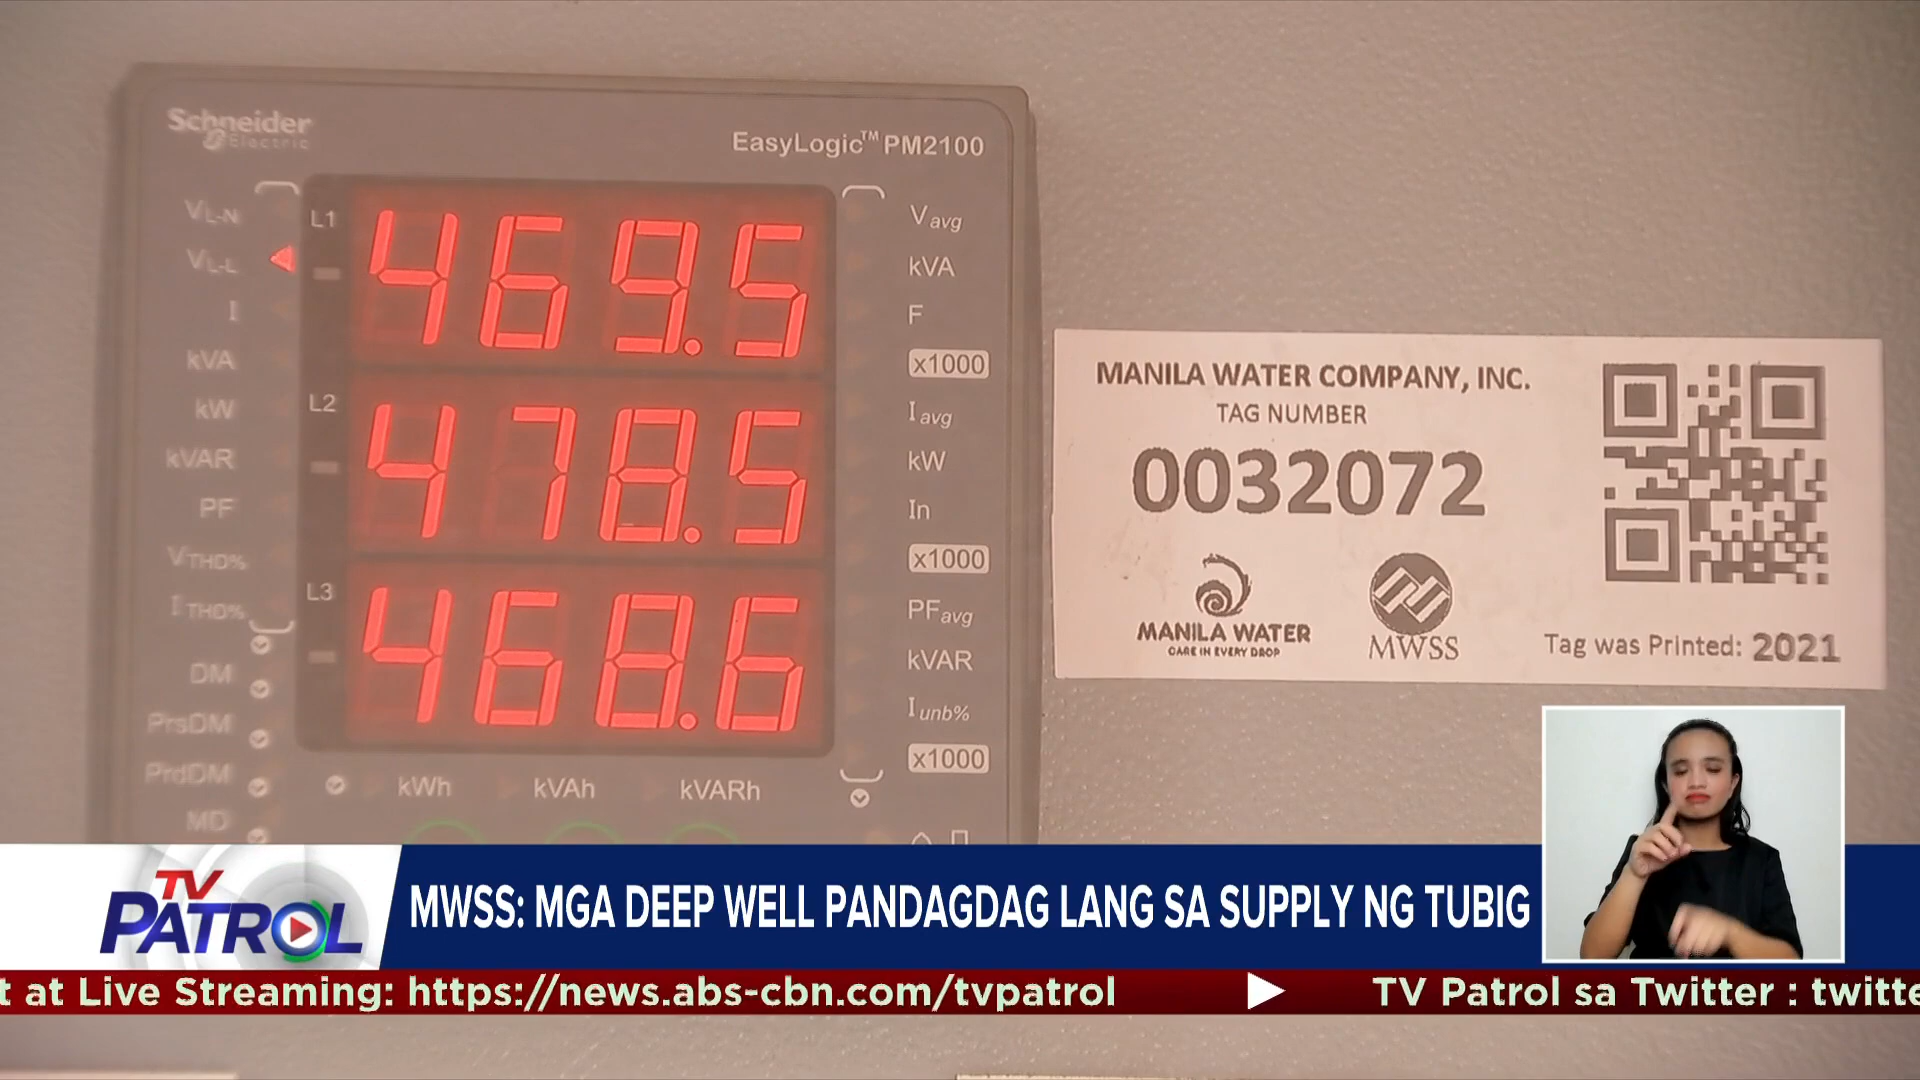 Schneider
Electric
EasyLogic™ PM2100
VL-N
VL-L
I
kVA
kW
kVAR
PF
VTHD%
ITHD%
DM
PrsDM
PrdDM
MD
L1
469.5
L2
478.5
L3
468.6
Vavg
kVA
F
x1000
Iavg
kW
In
x1000
PFavg
kVAR
Iunb%
x1000
kWh kVAh kVARh
MANILA WATER COMPANY, INC.
TAG NUMBER
0032072
MANILA WATER
CARE IN EVERY DROP
MWSS
Tag was Printed: 2021
TV PATROL
MWSS: MGA DEEP WELL PANDAGDAG LANG SA SUPPLY NG TUBIG
t at Live Streaming: https://news.abs-cbn.com/tvpatrol TV Patrol sa Twitter : twitte